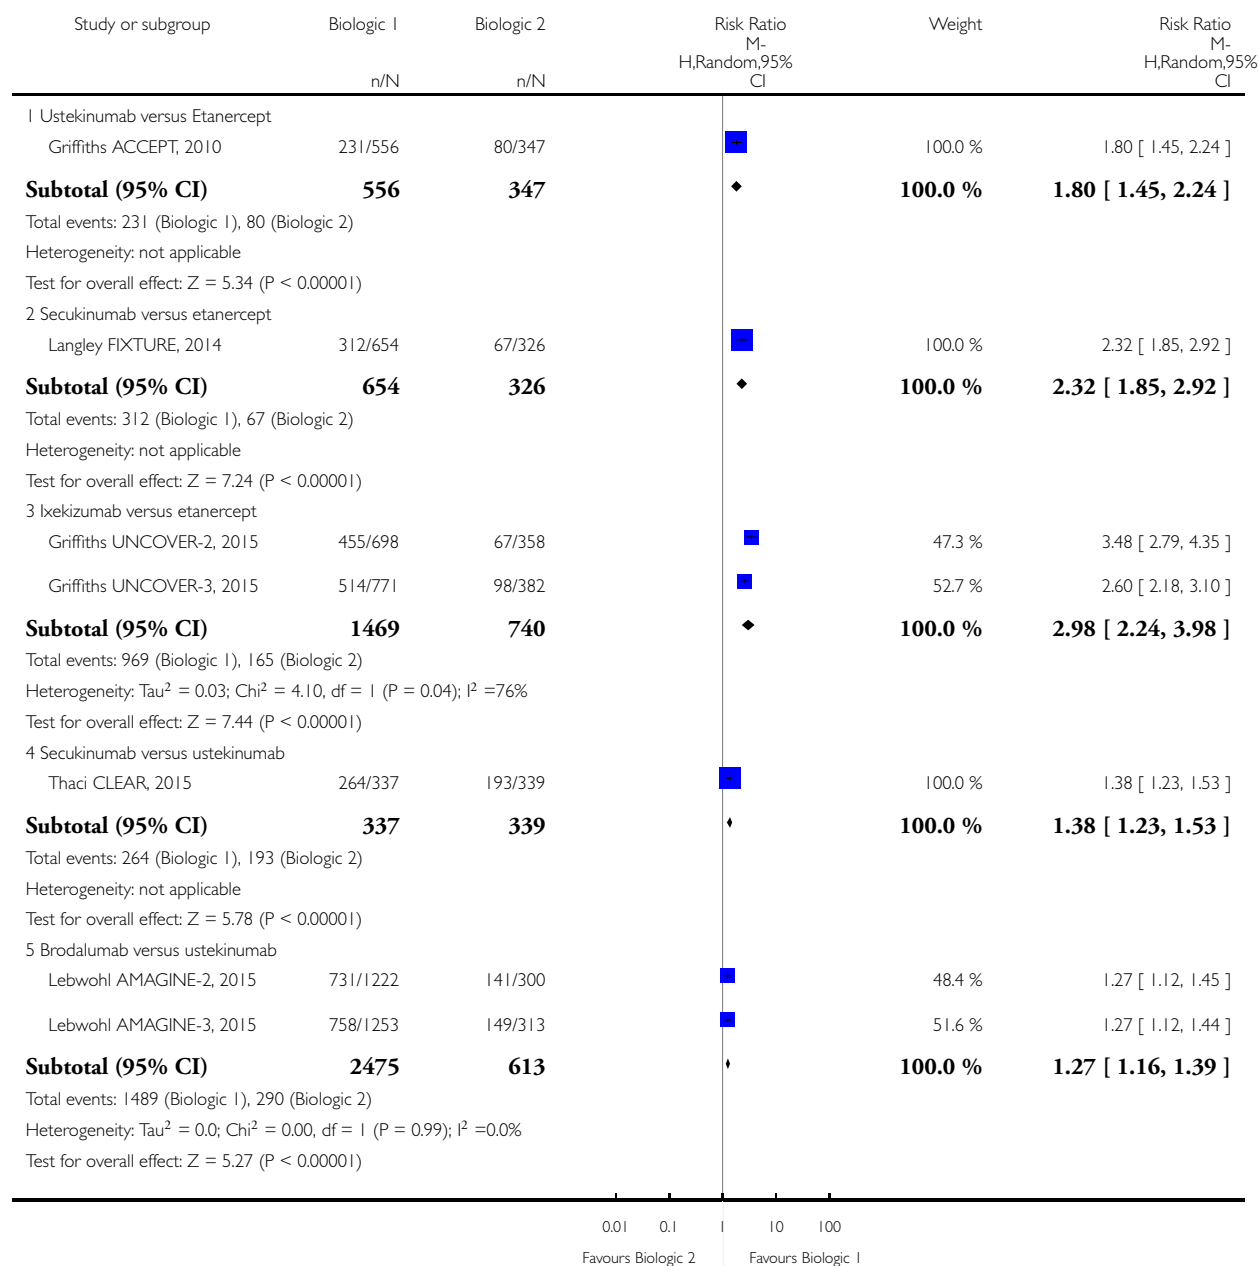 Study or subgroup Biologic 1 Biologic 2 Risk Ratio Weight Risk Ratio
M- M-
H,Random,95% H,Random,95%
n/N n/N CI CI
1 Ustekinumab versus Etanercept
Griffiths ACCEPT, 2010 231/556 80/347 100.0 % 1.80 [ 1.45, 2.24 ]
Subtotal (95% CI) 556 347 100.0 % 1.80 [ 1.45, 2.24 ]
Total events: 231 (Biologic 1), 80 (Biologic 2)
Heterogeneity: not applicable
Test for overall effect: Z = 5.34 (P < 0.00001)
2 Secukinumab versus etanercept
Langley FIXTURE, 2014 312/654 67/326 100.0 % 2.32 [ 1.85, 2.92 ]
Subtotal (95% CI) 654 326 100.0 % 2.32 [ 1.85, 2.92 ]
Total events: 312 (Biologic 1), 67 (Biologic 2)
Heterogeneity: not applicable
Test for overall effect: Z = 7.24 (P < 0.00001)
3 Ixekizumab versus etanercept
Griffiths UNCOVER-2, 2015 455/698 67/358 47.3 % 3.48 [ 2.79, 4.35 ]
Griffiths UNCOVER-3, 2015 514/771 98/382 52.7 % 2.60 [ 2.18, 3.10 ]
Subtotal (95% CI) 1469 740 100.0 % 2.98 [ 2.24, 3.98 ]
Total events: 969 (Biologic 1), 165 (Biologic 2)
Heterogeneity: Tau² = 0.03; Chi² = 4.10, df = 1 (P = 0.04); I² =76%
Test for overall effect: Z = 7.44 (P < 0.00001)
4 Secukinumab versus ustekinumab
Thaci CLEAR, 2015 264/337 193/339 100.0 % 1.38 [ 1.23, 1.53 ]
Subtotal (95% CI) 337 339 100.0 % 1.38 [ 1.23, 1.53 ]
Total events: 264 (Biologic 1), 193 (Biologic 2)
Heterogeneity: not applicable
Test for overall effect: Z = 5.78 (P < 0.00001)
5 Brodalumab versus ustekinumab
Lebwohl AMAGINE-2, 2015 731/1222 141/300 48.4 % 1.27 [ 1.12, 1.45 ]
Lebwohl AMAGINE-3, 2015 758/1253 149/313 51.6 % 1.27 [ 1.12, 1.44 ]
Subtotal (95% CI) 2475 613 100.0 % 1.27 [ 1.16, 1.39 ]
Total events: 1489 (Biologic 1), 290 (Biologic 2)
Heterogeneity: Tau² = 0.0; Chi² = 0.00, df = 1 (P = 0.99); I² =0.0%
Test for overall effect: Z = 5.27 (P < 0.00001)
0.01 0.1 1 10 100
Favours Biologic 2 Favours Biologic 1